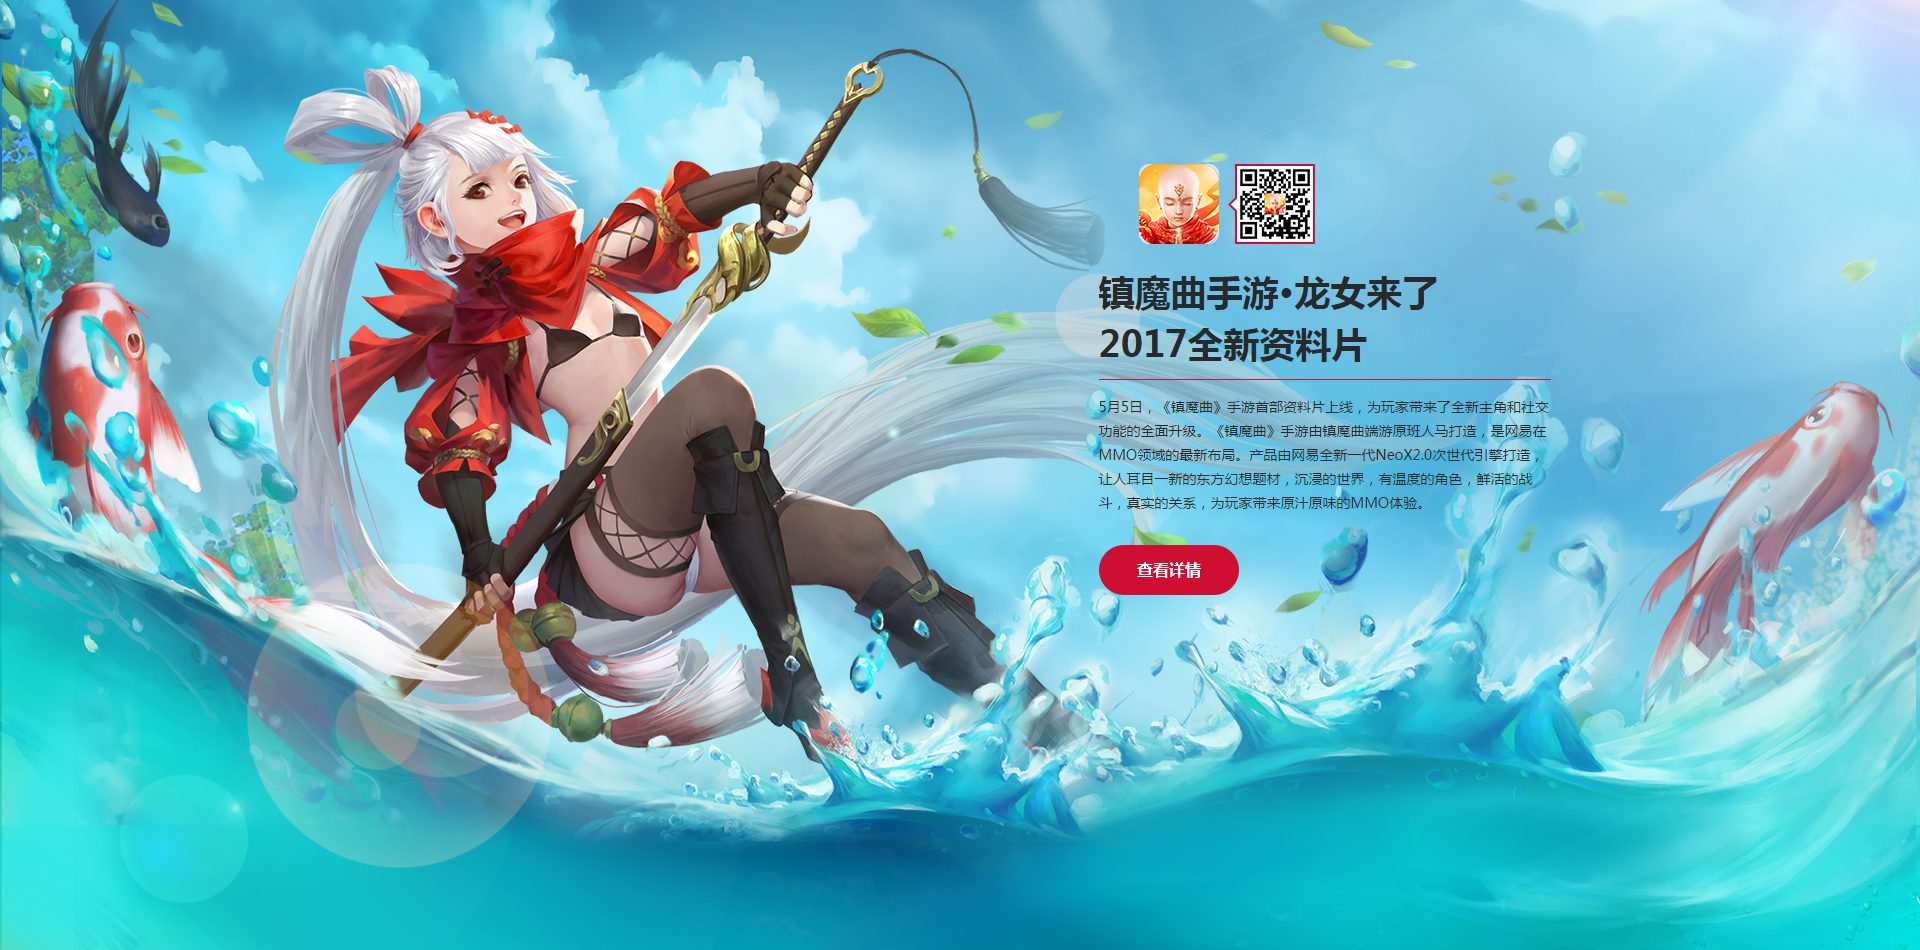 镇魔曲手游·龙女来了
2017全新资料片
5月5日，《镇魔曲》手游首部资料片上线，为玩家带来了全新主角和社交
功能的全面升级。《镇魔曲》手游由镇魔曲端游原班人马打造，是网易在
MMO领域的最新布局。产品由网易全新一代NeoX2.0次世代引擎打造，
让人耳目一新的东方幻想题材，沉浸的世界，有温度的角色，鲜活的战
斗，真实的关系，为玩家带来原汁原味的MMO体验。
查看详情